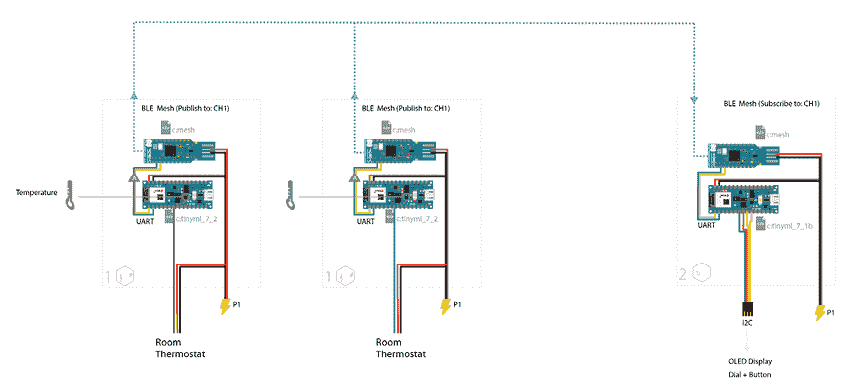 BLE Mesh (Publish to: CH1)
c:mesh
Temperature
UART
c:tinyml_7_2
1
P1
Room
Thermostat
BLE Mesh (Publish to: CH1)
c:mesh
UART
c:tinyml_7_2
1
P1
Room
Thermostat
BLE Mesh (Subscribe to: CH1)
c:mesh
UART
c:tinyml_7_1b
2
P1
I2C
OLED Display
Dial + Button